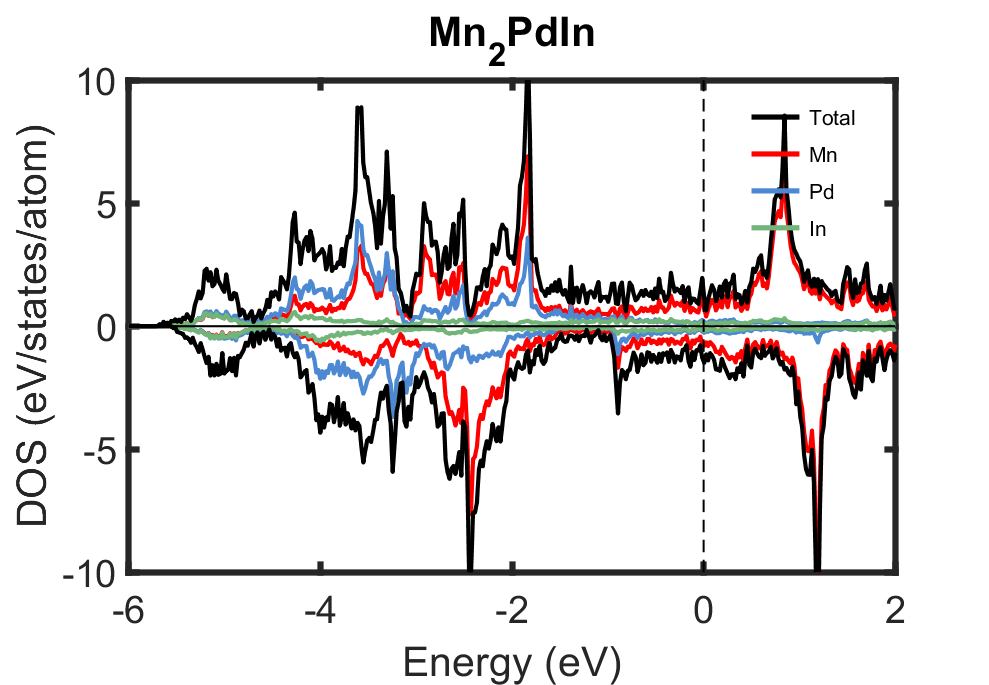 Mn2PdIn
10
5
0
-5
-10
DOS (eV/states/atom)
Total
Mn
Pd
In
-6 -4 -2 0 2
Energy (eV)